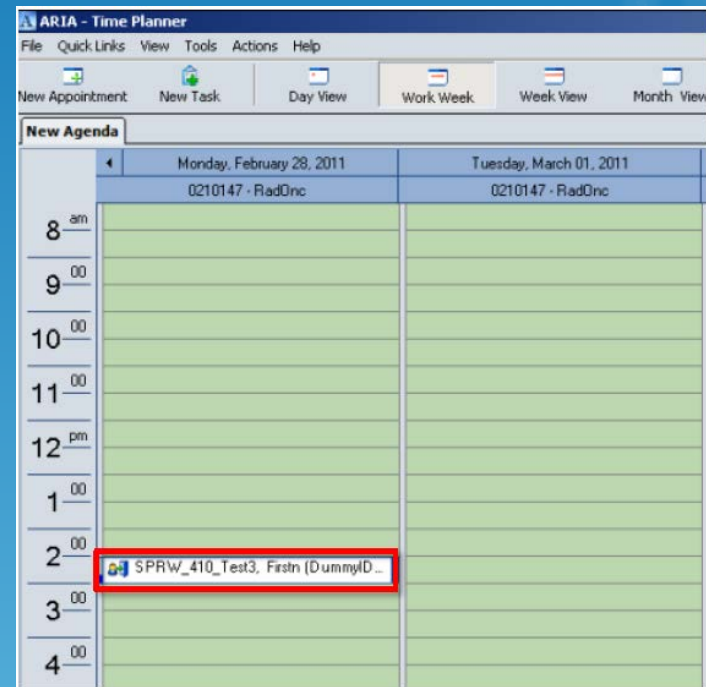 ARIA - Time Planner
File Quick Links View Tools Actions Help
New Appointment New Task Day View Work Week Week View Month View
New Agenda
Monday, February 28, 2011 Tuesday, March 01, 2011
0210147 - RadOnc 0210147 - RadOnc
8 am
9 00
10 00
11 00
12 pm
1 00
2 00
SPRW_410_Test3, Firstn (DummyID...
3 00
4 00